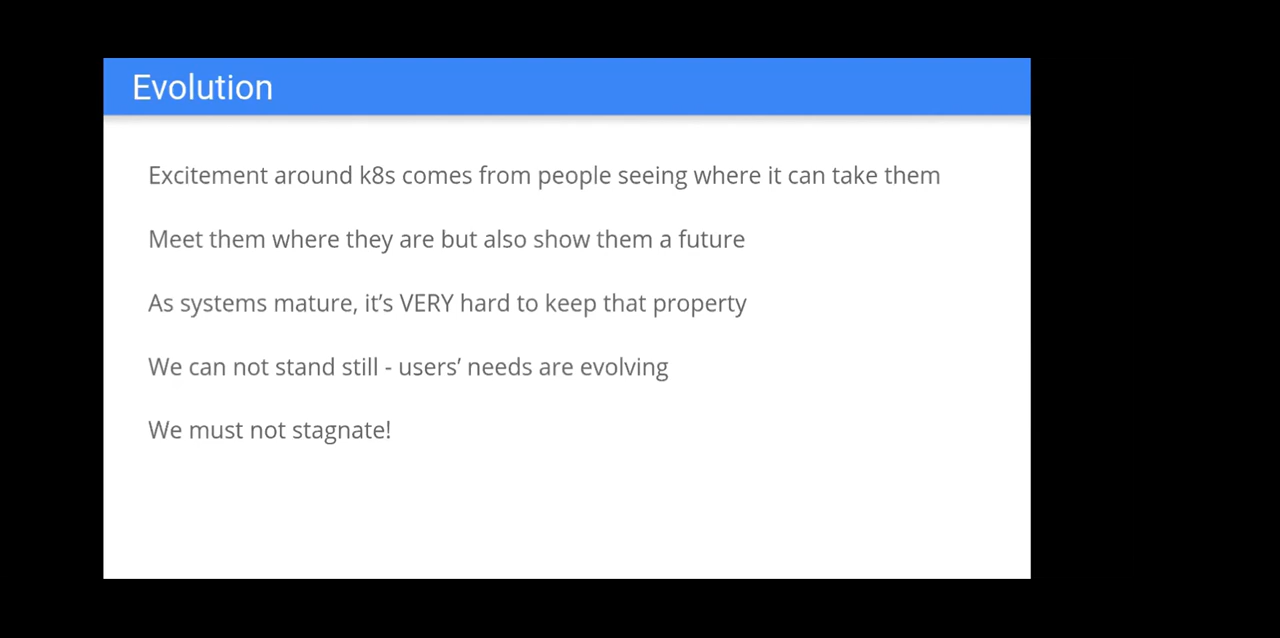 Evolution
Excitement around k8s comes from people seeing where it can take them
Meet them where they are but also show them a future
As systems mature, it’s VERY hard to keep that property
We can not stand still - users’ needs are evolving
We must not stagnate!